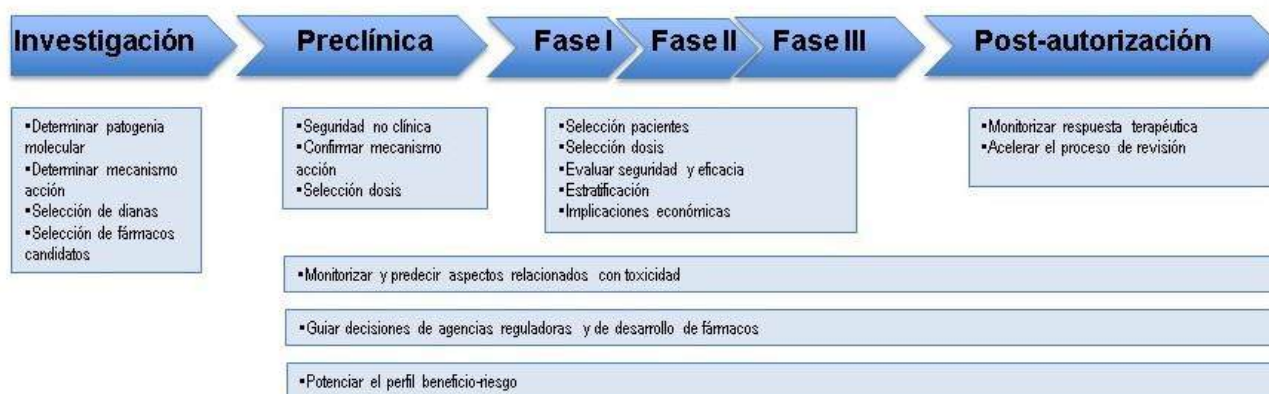 Investigación
Preclínica
Fase I
Fase II
Fase III
Post-autorización
▪Determinar patogenia
molecular
▪Determinar mecanismo
acción
▪Selección de dianas
▪Selección de fármacos
candidatos
▪Seguridad no clínica
▪Confirmar mecanismo
acción
▪Selección dosis
▪Selección pacientes
▪Selección dosis
▪Evaluar seguridad y eficacia
▪Estratificación
▪Implicaciones económicas
▪Monitorizar respuesta terapéutica
▪Acelerar el proceso de revisión
▪Monitorizar y predecir aspectos relacionados con toxicidad
▪Guiar decisiones de agencias reguladoras y de desarrollo de fármacos
▪Potenciar el perfil beneficio-riesgo